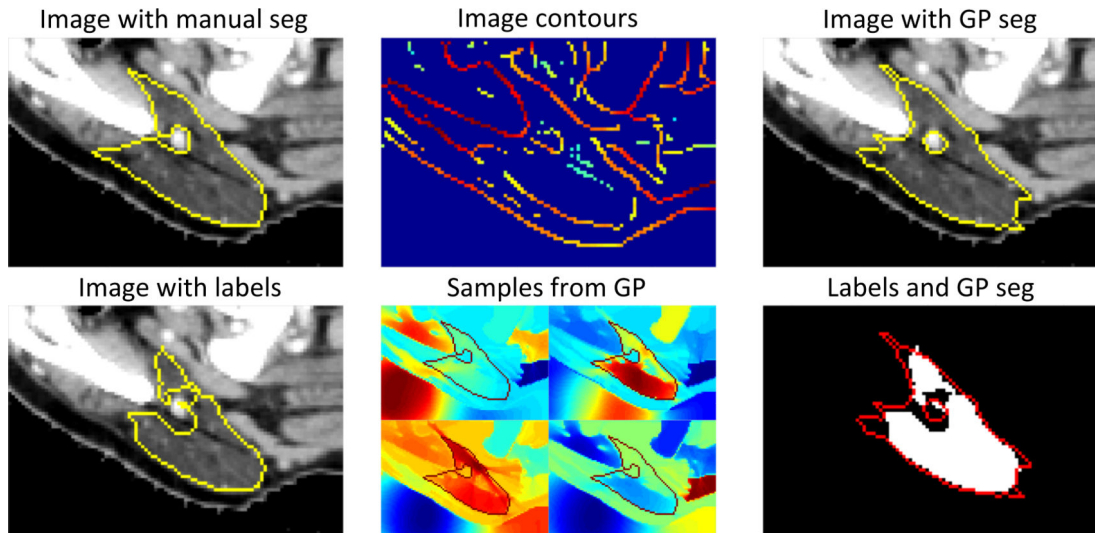 Image with manual seg
Image contours
Image with GP seg
Image with labels
Samples from GP
Labels and GP seg